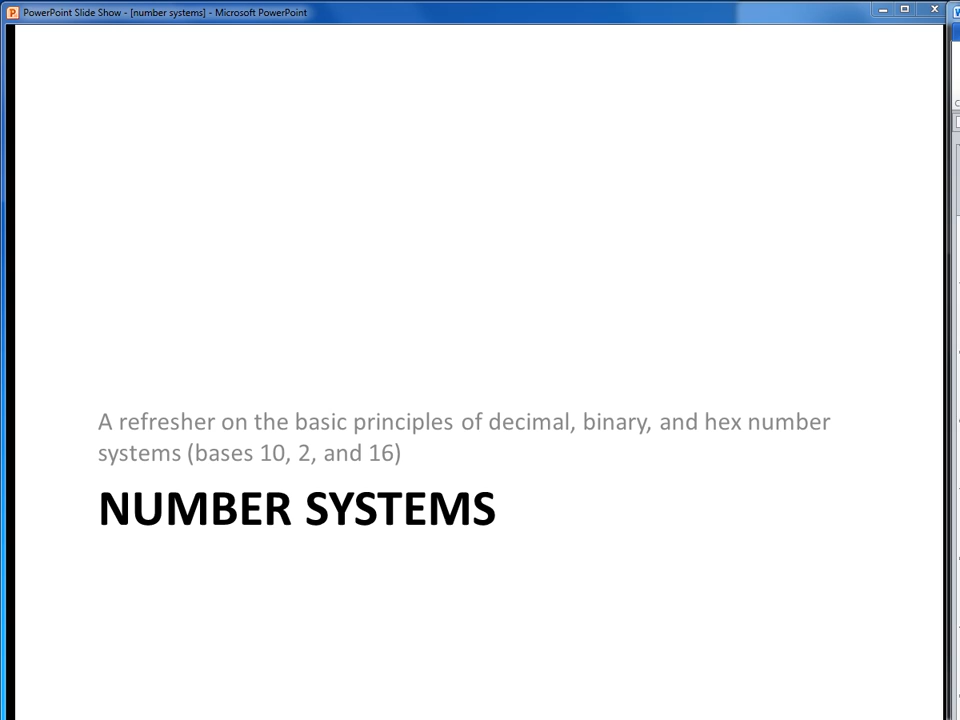 PowerPoint Slide Show - [number systems] - Microsoft PowerPoint
A refresher on the basic principles of decimal, binary, and hex number
systems (bases 10, 2, and 16)
NUMBER SYSTEMS